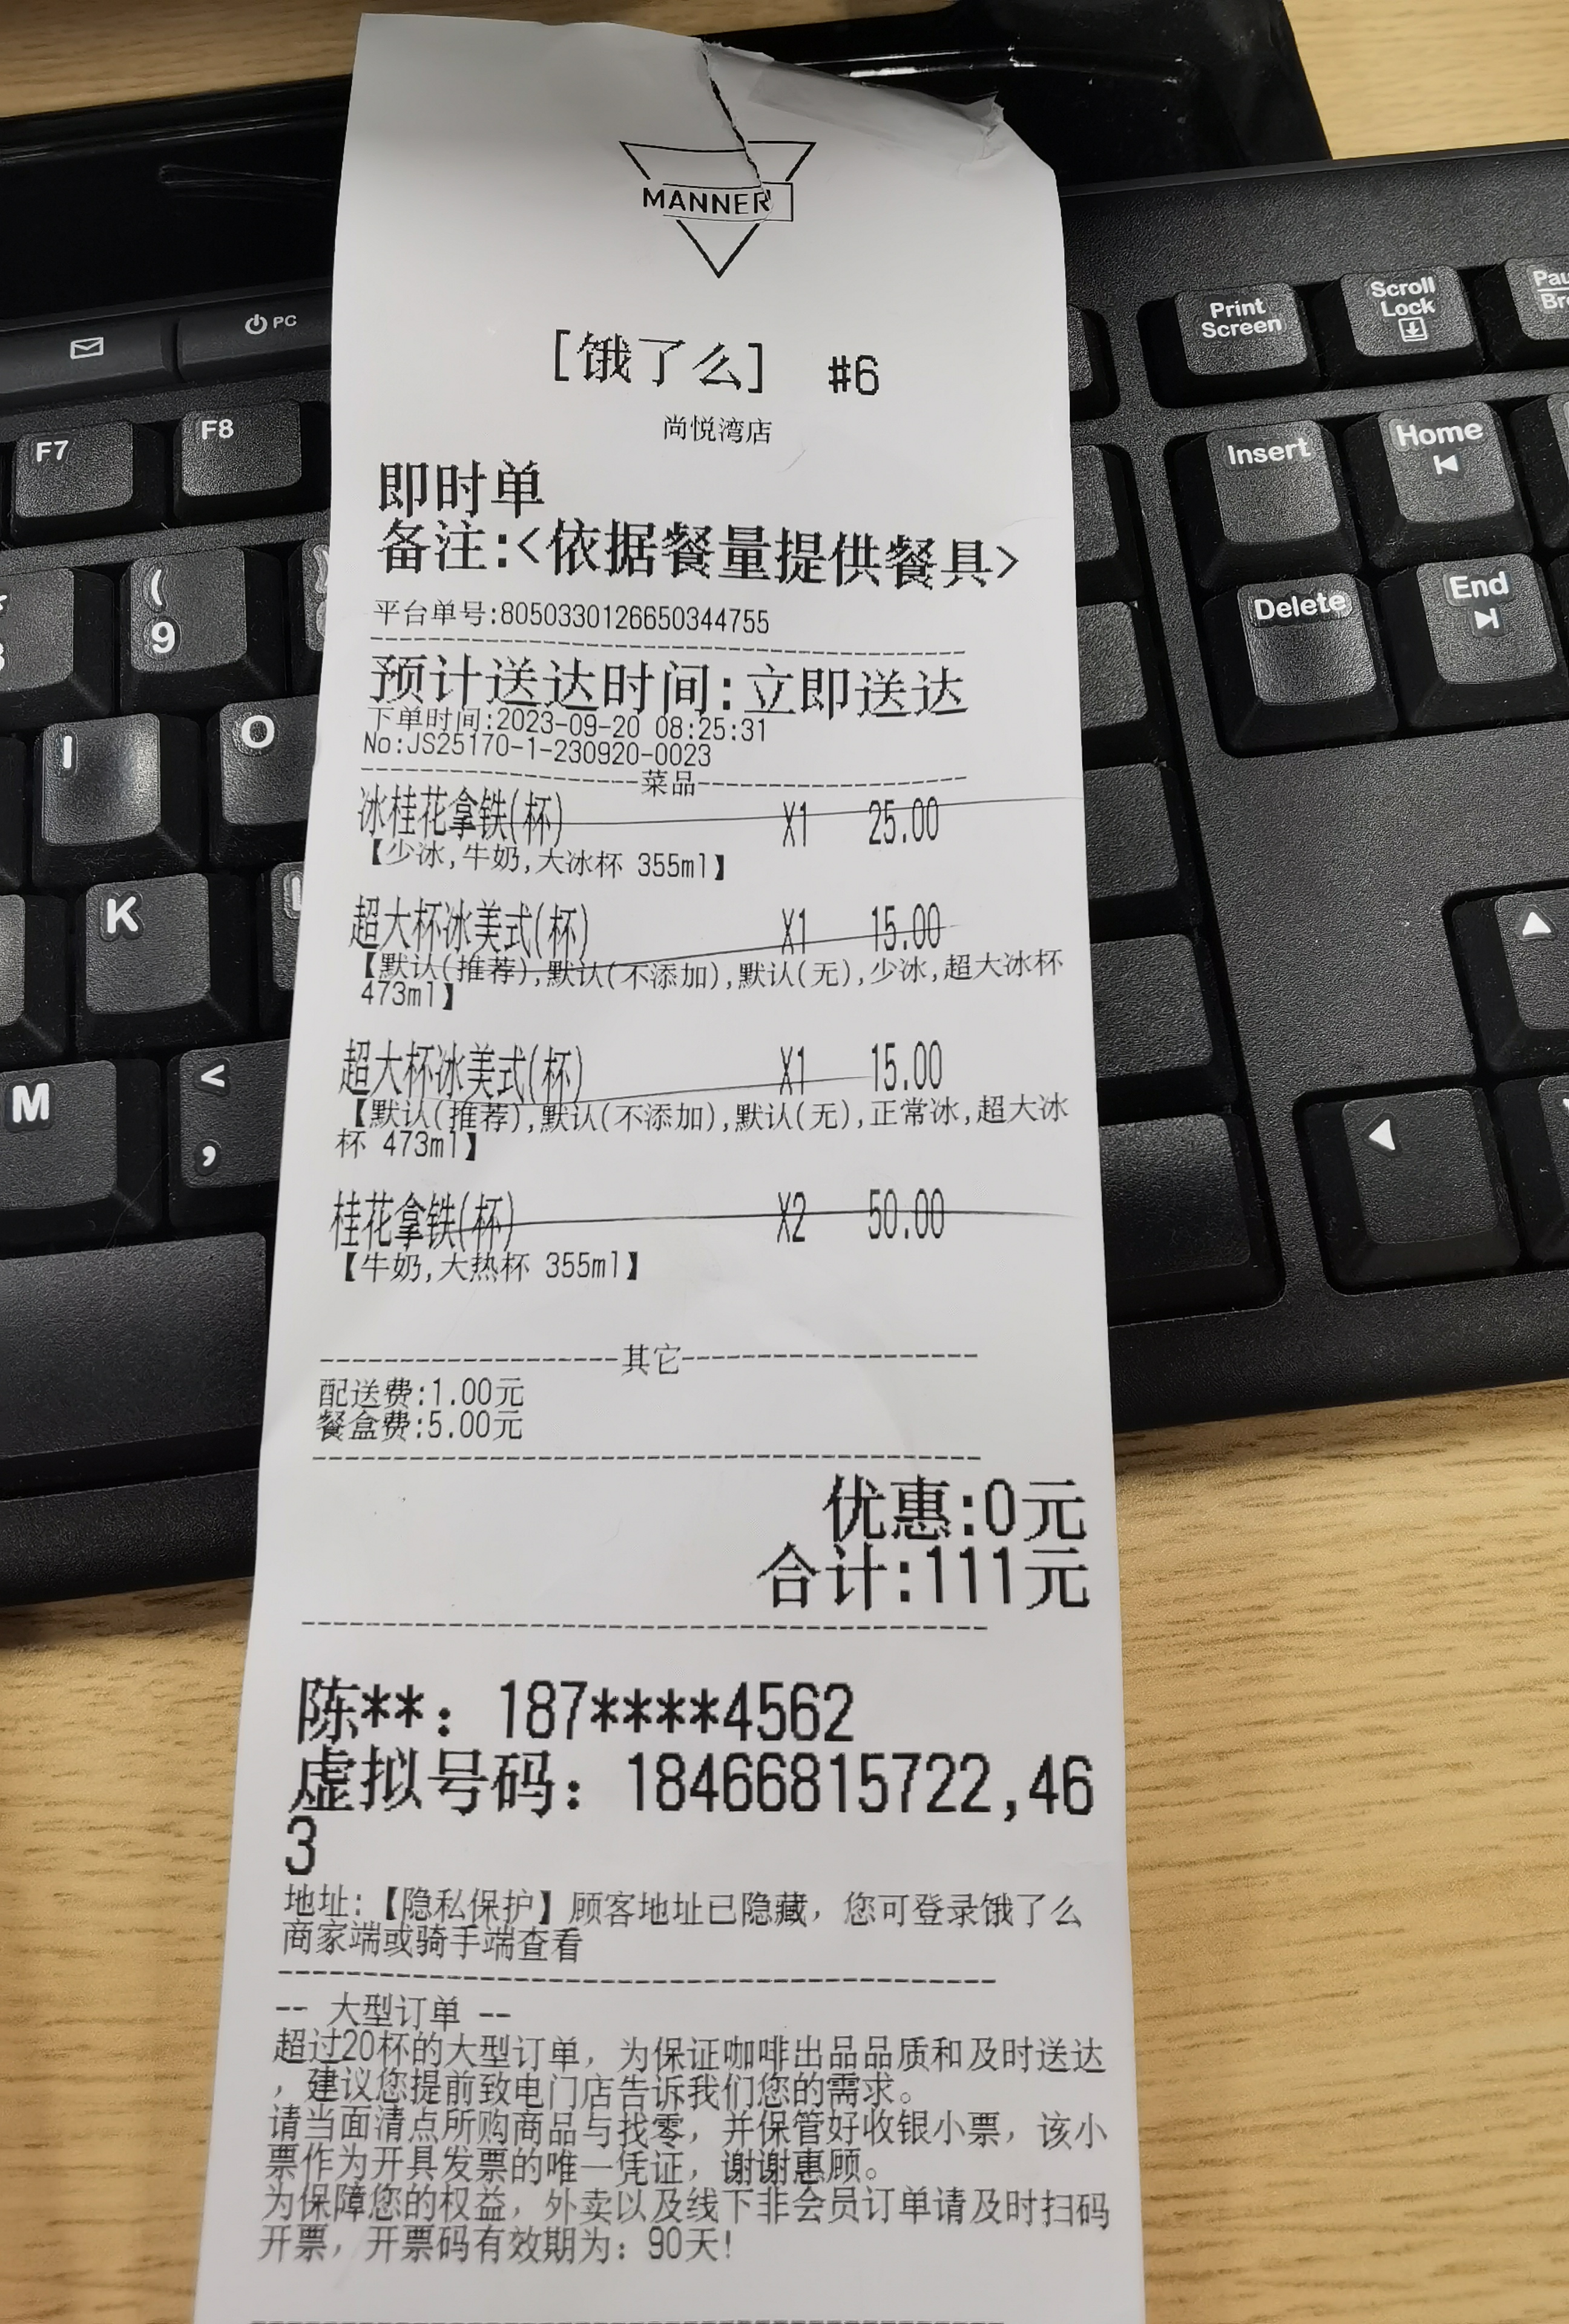 MANNER
[饿了么] #6
尚悦湾店
即时单
备注:<依据餐量提供餐具>
平台单号:8050330126650344755
预计送达时间:立即送达
下单时间:2023-09-20 08:25:31
No:JS25170-1-230920-0023
--------------------菜品--------------------
冰桂花拿铁(杯) X1 25.00
【少冰,牛奶,大冰杯 355ml】
超大杯冰美式(杯) X1 15.00
【默认(推荐),默认(不添加),默认(无),少冰,超大冰杯
473ml】
超大杯冰美式(杯) X1 15.00
【默认(推荐),默认(不添加),默认(无),正常冰,超大冰
杯 473ml】
桂花拿铁(杯) X2 50.00
【牛奶,大热杯 355ml】
--------------------其它--------------------
配送费:1.00元
餐盒费:5.00元
优惠:0元
合计:111元
陈**: 187****4562
虚拟号码: 18466815722,46
3
地址:【隐私保护】顾客地址已隐藏，您可登录饿了么
商家端或骑手端查看
-- 大型订单 --
超过20杯的大型订单，为保证咖啡出品品质和及时送达
，建议您提前致电门店告诉我们您的需求。
请当面清点所购商品与找零，并保管好收银小票，该小
票作为开具发票的唯一凭证，谢谢惠顾。
为保障您的权益，外卖以及线下非会员订单请及时扫码
开票，开票码有效期为: 90天!
PC
F7
F8
(
9
I
O
K
M
<
,
Print
Screen
Scroll
Lock
Insert
Home
Delete
End